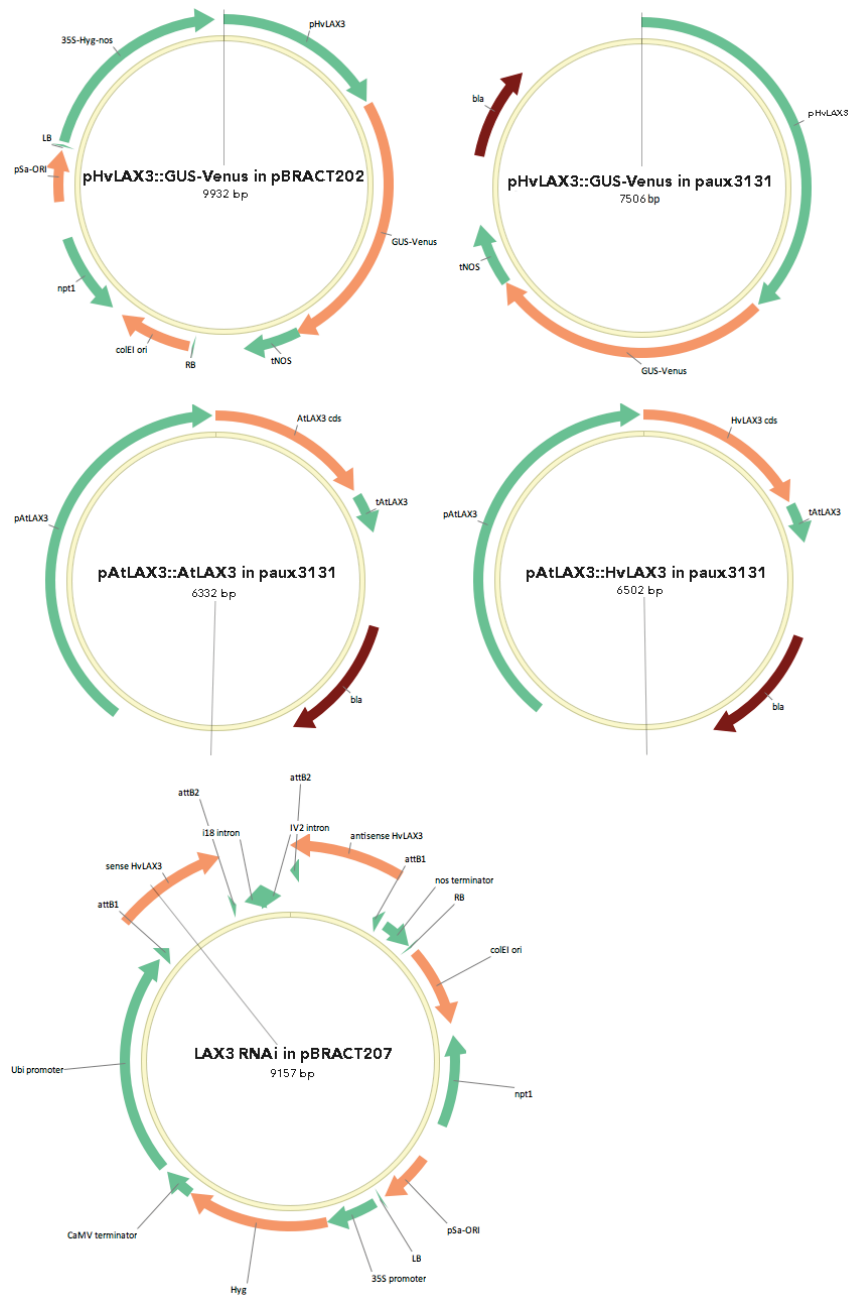 pHvLAX3
35S-Hyg-nos
LB
pSa-ORI
pHvLAX3::GUS-Venus in pBRACT202
9932 bp
GUS-Venus
npt1
colEI ori
RB
tNOS
bla
pHvLAX3
pHvLAX3::GUS-Venus in paux3131
7506 bp
tNOS
GUS-Venus
AtLAX3 cds
pAtLAX3
tAtLAX3
pAtLAX3::AtLAX3 in paux3131
6332 bp
bla
HvLAX3 cds
pAtLAX3
tAtLAX3
pAtLAX3::HvLAX3 in paux3131
6502 bp
bla
attB2
attB2
i18 intron
IV2 intron
antisense HvLAX3
sense HvLAX3
attB1
attB1
nos terminator
RB
colEI ori
LAX3 RNAi in pBRACT207
9157 bp
Ubi promoter
npt1
CaMV terminator
pSa-ORI
LB
35S promoter
Hyg